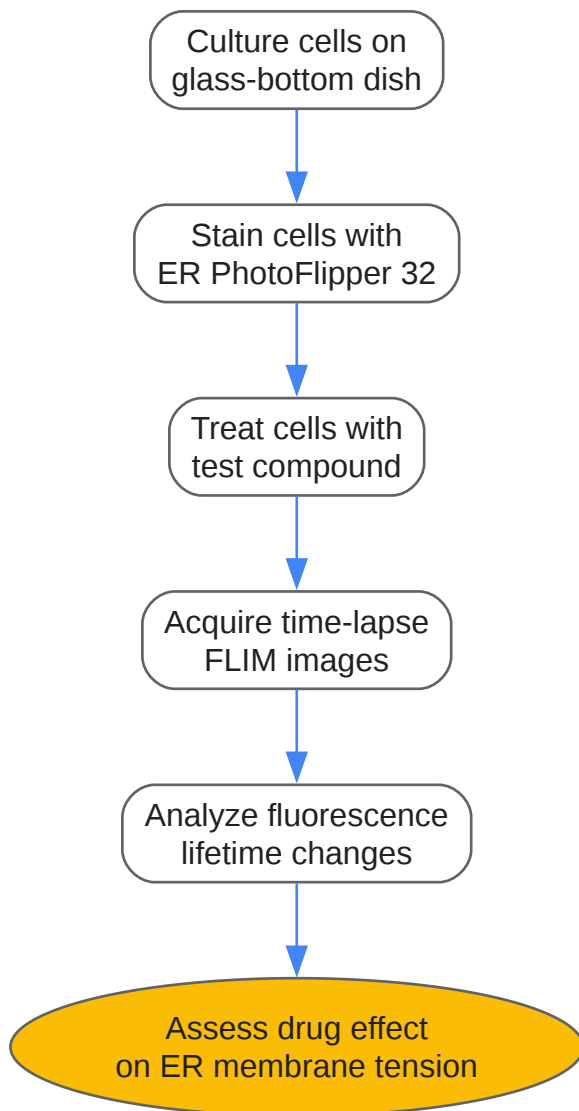 Culture cells on
glass-bottom dish
Stain cells with
ER PhotoFlipper 32
Treat cells with
test compound
Acquire time-lapse
FLIM images
Analyze fluorescence
lifetime changes
Assess drug effect
on ER membrane tension